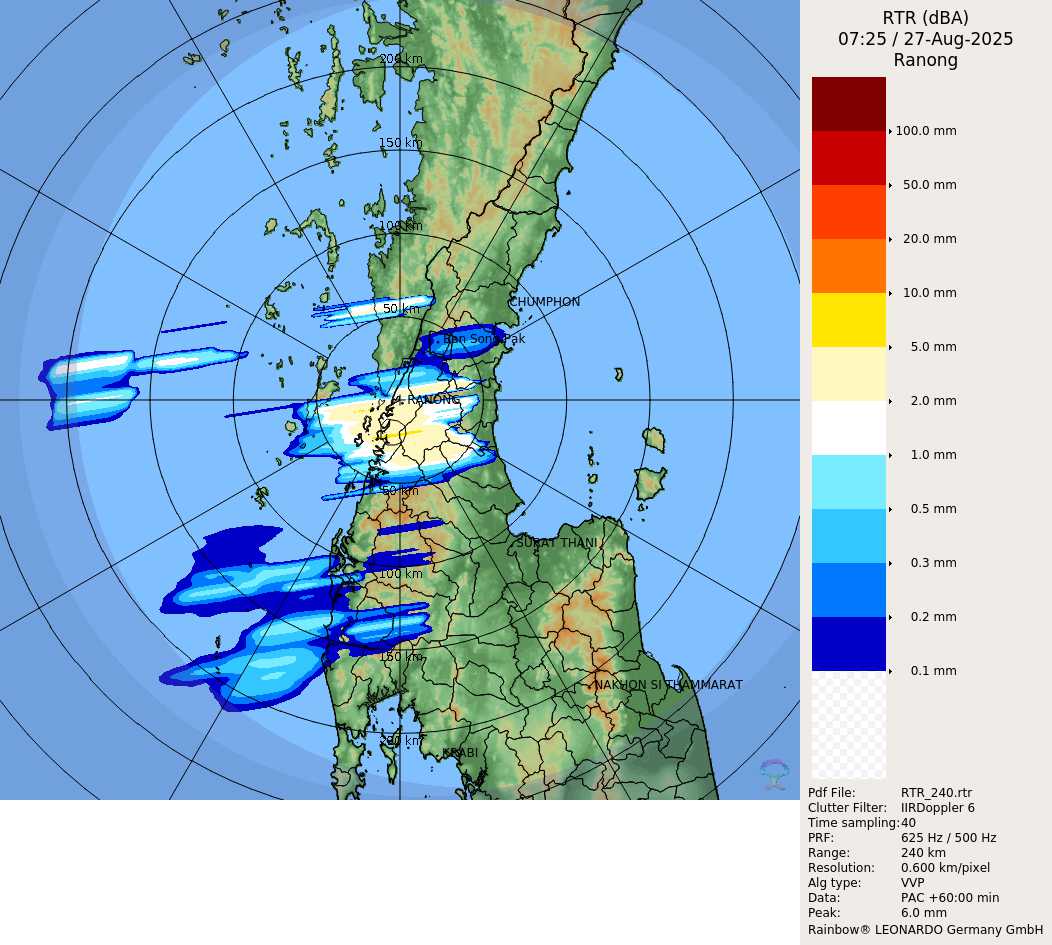 RTR (dBA)
07:25 / 27-Aug-2025
Ranong
200 km
150 km
100 km
50 km
CHUMPHON
Ban Song Pak
RANONG
50 km
SURAT THANI
100 km
150 km
NAKHON SI THAMMARAT
200 km
KRABI
100.0 mm
50.0 mm
20.0 mm
10.0 mm
5.0 mm
2.0 mm
1.0 mm
0.5 mm
0.3 mm
0.2 mm
0.1 mm
Pdf File: RTR_240.rtr
Clutter Filter: IIRDoppler 6
Time sampling:40
PRF: 625 Hz / 500 Hz
Range: 240 km
Resolution: 0.600 km/pixel
Alg type: VVP
Data: PAC +60:00 min
Peak: 6.0 mm
Rainbow® LEONARDO Germany GmbH